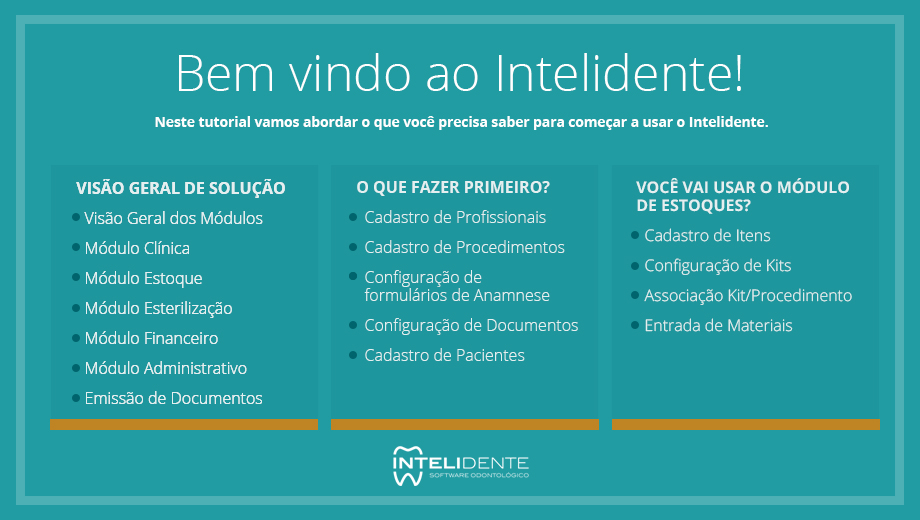 Bem vindo ao Intelidente!
Neste tutorial vamos abordar o que você precisa saber para começar a usar o Intelidente.
VISÃO GERAL DE SOLUÇÃO
Visão Geral dos Módulos
Módulo Clínica
Módulo Estoque
Módulo Esterilização
Módulo Financeiro
Módulo Administrativo
Emissão de Documentos
O QUE FAZER PRIMEIRO?
Cadastro de Profissionais
Cadastro de Procedimentos
Configuração de
formulários de Anamnese
Configuração de Documentos
Cadastro de Pacientes
VOCÊ VAI USAR O MÓDULO
DE ESTOQUES?
Cadastro de Itens
Configuração de Kits
Associação Kit/Procedimento
Entrada de Materiais
INTELIDENTE
SOFTWARE ODONTOLÓGICO